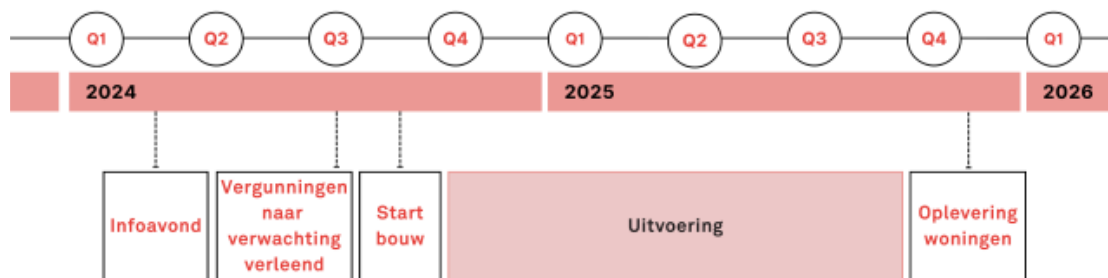 Q1 Q2 Q3 Q4 Q1 Q2 Q3 Q4 Q1
2024 2025 2026
Infoavond
Vergunningen
naar
verwachting
verleend
Start
bouw
Uitvoering
Oplevering
woningen